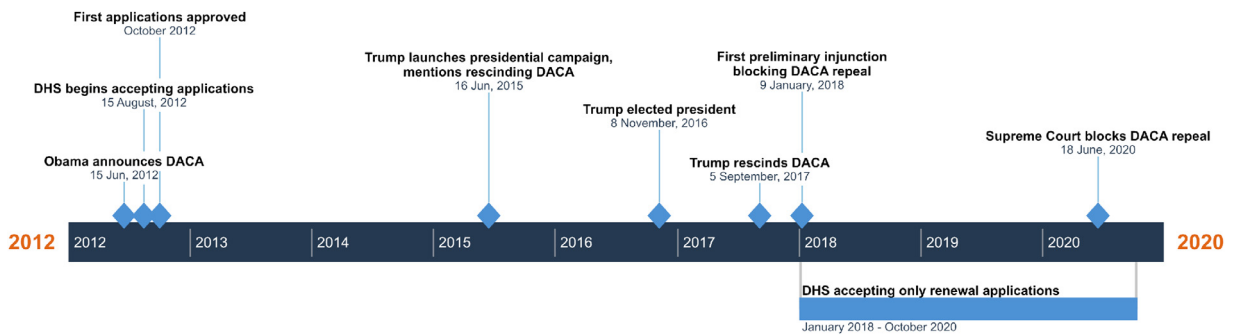 First applications approved
October 2012
DHS begins accepting applications
15 August, 2012
Obama announces DACA
15 Jun, 2012
Trump launches presidential campaign,
mentions rescinding DACA
16 Jun, 2015
Trump elected president
8 November, 2016
First preliminary injunction
blocking DACA repeal
9 January, 2018
Trump rescinds DACA
5 September, 2017
Supreme Court blocks DACA repeal
18 June, 2020
2012
2012
2013
2014
2015
2016
2017
2018
2019
2020
2020
DHS accepting only renewal applications
January 2018 - October 2020